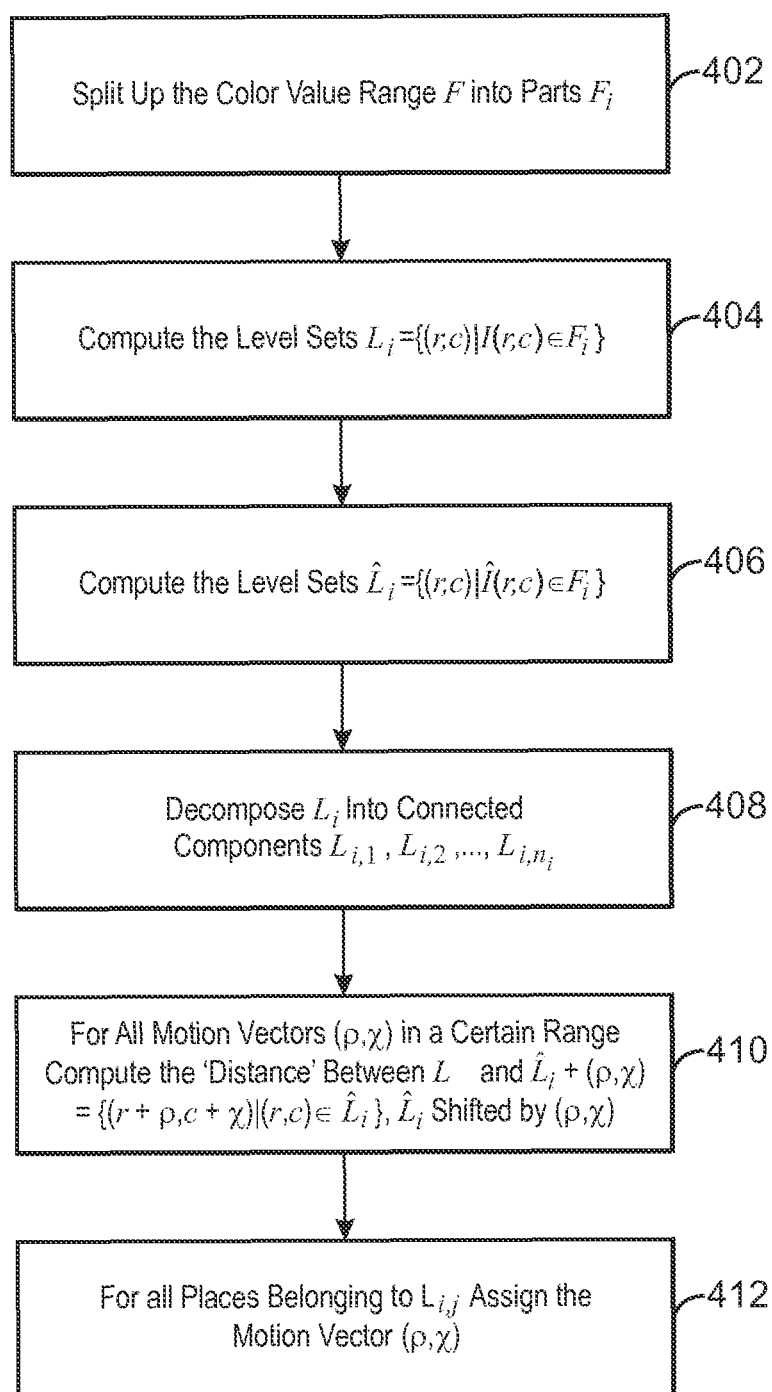 Split Up the Color Value Range F into Parts F_i
402
Compute the Level Sets L_i ={(r,c)|I(r,c)∈F_i}
404
Compute the Level Sets L̂_i ={(r,c)|Î(r,c)∈F_i}
406
Decompose L_i Into Connected
Components L_{i,1} , L_{i,2} ,..., L_{i,n_i}
408
For All Motion Vectors (ρ,χ) in a Certain Range
Compute the ‘Distance’ Between L and L̂_i + (ρ,χ)
= {(r + ρ,c + χ)|(r,c)∈ L̂_i}, L̂_i Shifted by (ρ,χ)
410
For all Places Belonging to L_{i,j} Assign the
Motion Vector (ρ,χ)
412